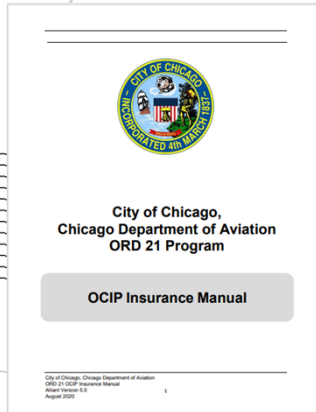 CITY OF CHICAGO
INCORPORATED 4th MARCH 1837
City of Chicago,
Chicago Department of Aviation
ORD 21 Program
OCIP Insurance Manual
City of Chicago, Chicago Department of Aviation
ORD 21 OCIP Insurance Manual
Alliant Version 5.0
1
August 2020